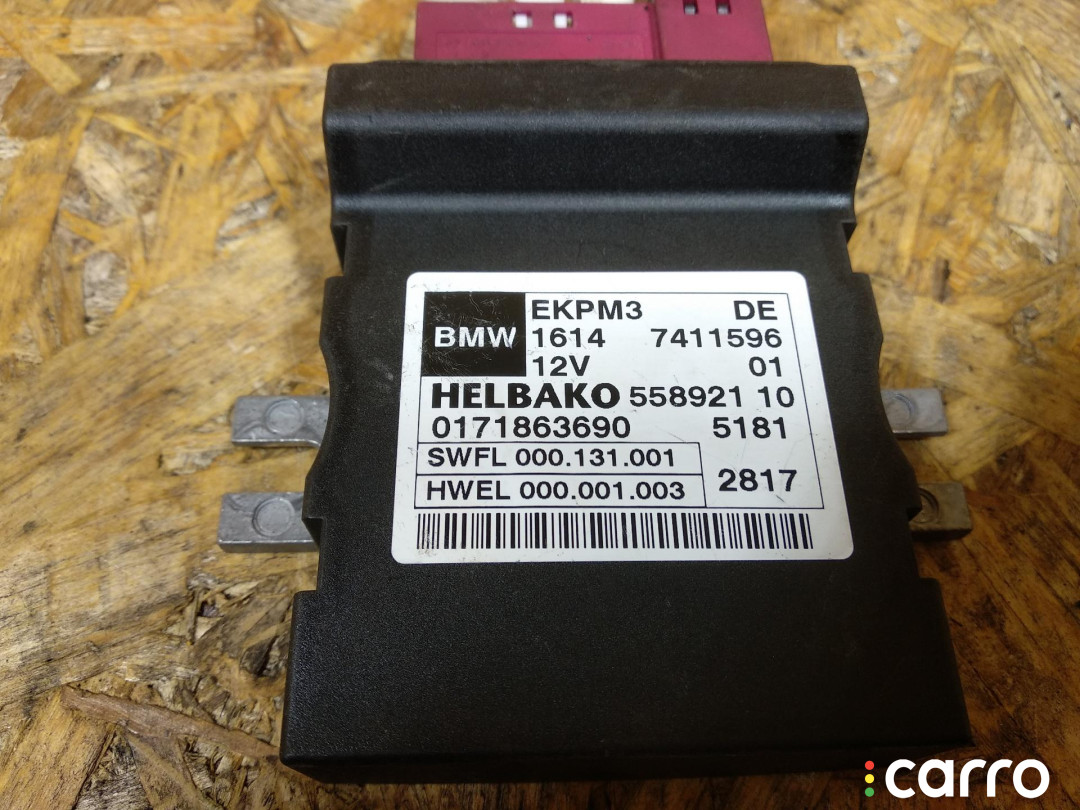 BMW
EKPM3 DE
1614 7411596
12V 01
HELBAKO 558921 10
0171863690 5181
SWFL 000.131.001
HWEL 000.001.003
2817
carro